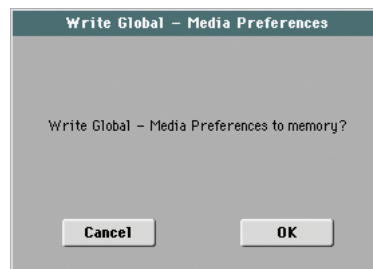 Write Global – Media Preferences
Write Global – Media Preferences to memory?
Cancel OK